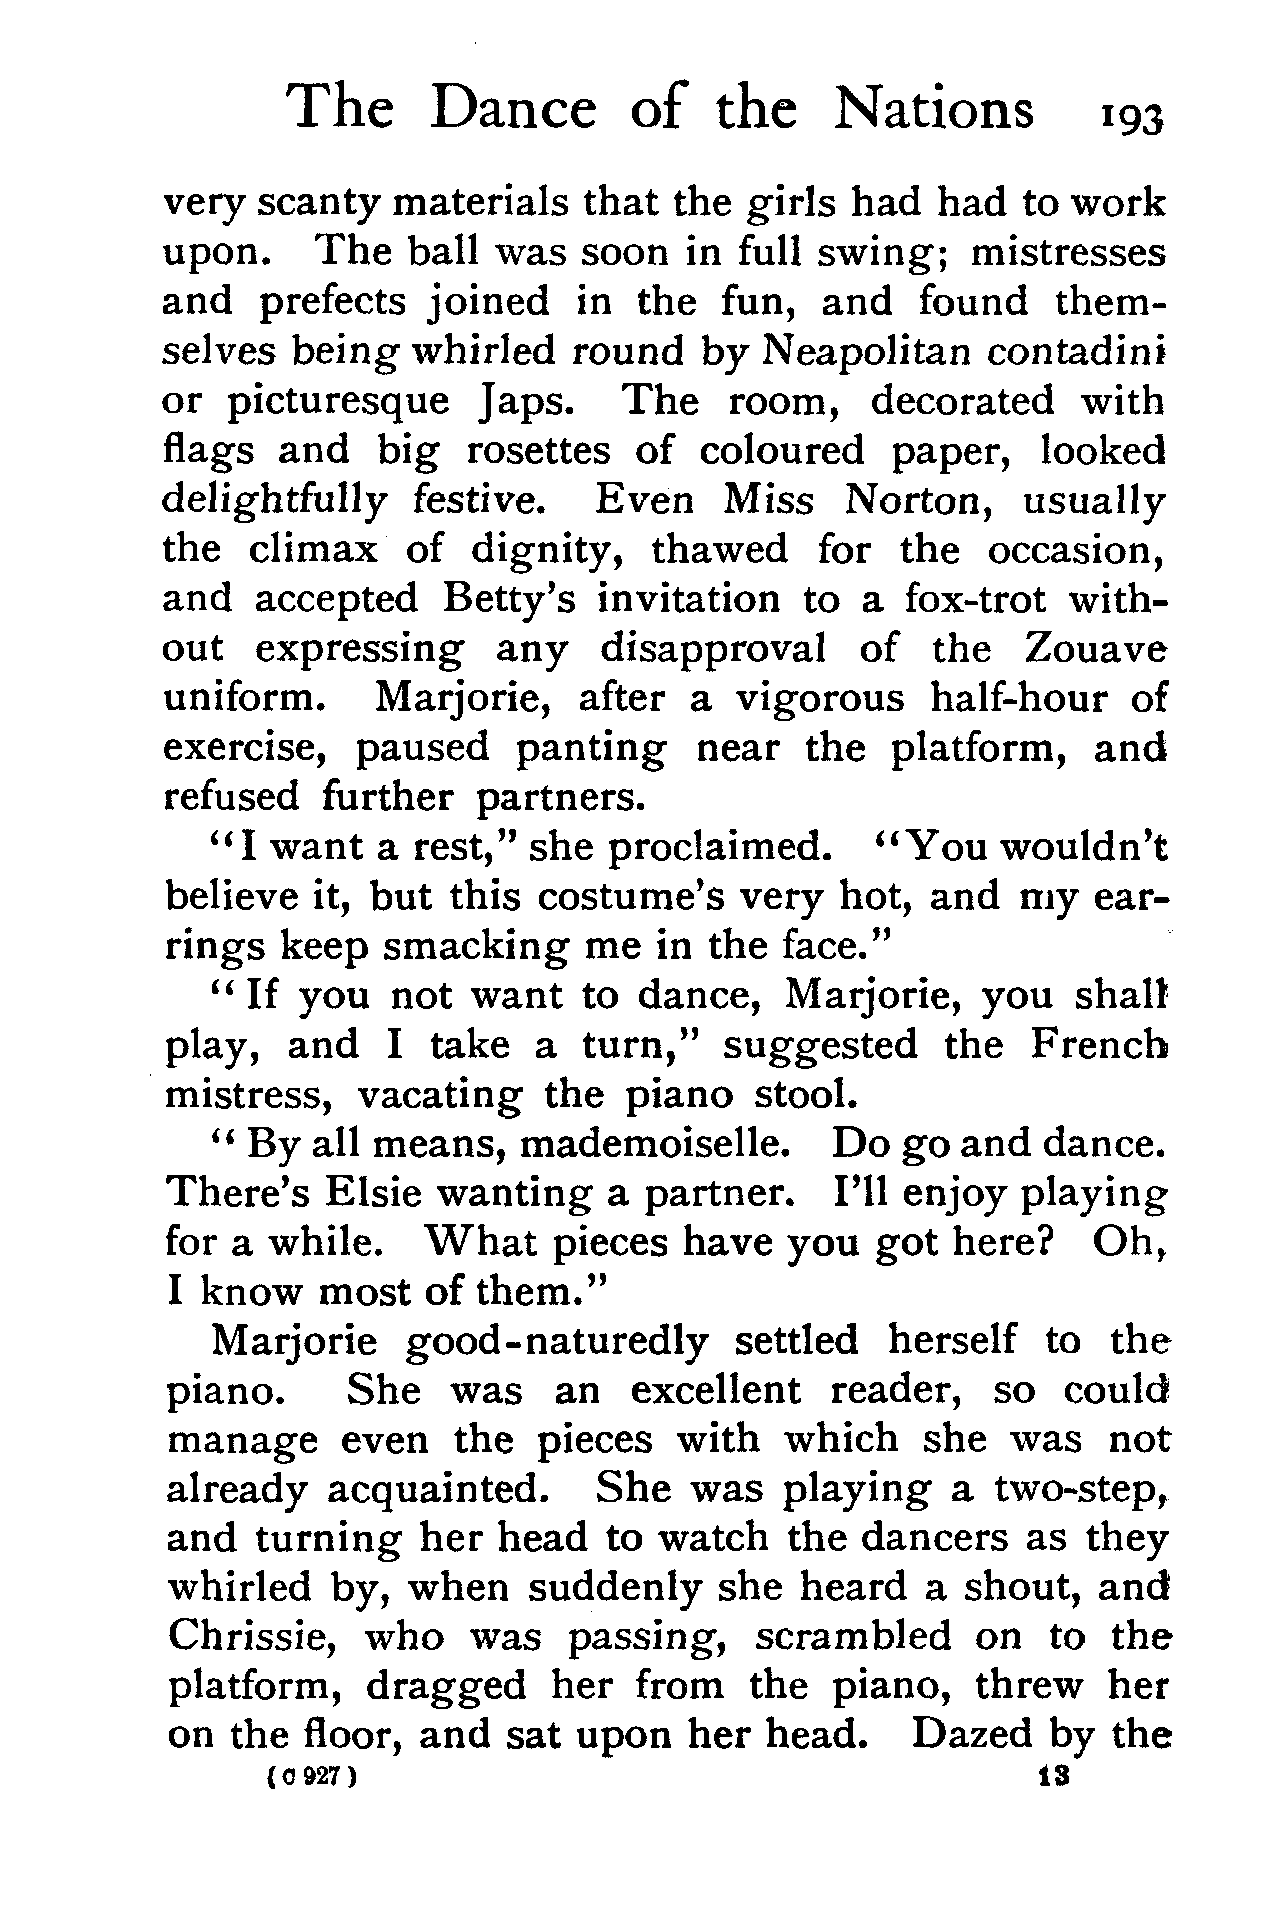 The Dance of the Nations 193
very scanty materials that the girls had had to work
upon. The ball was soon in full swing; mistresses
and prefects joined in the fun, and found them-
selves being whirled round by Neapolitan contadini
or picturesque Japs. The room, decorated with
flags and big rosettes of coloured paper, looked
delightfully festive. Even Miss Norton, usually
the climax of dignity, thawed for the occasion,
and accepted Betty's invitation to a fox-trot with-
out expressing any disapproval of the Zouave
uniform. Marjorie, after a vigorous half-hour of
exercise, paused panting near the platform, and
refused further partners.
“I want a rest,” she proclaimed. “You wouldn't
believe it, but this costume's very hot, and my ear-
rings keep smacking me in the face.”
“If you not want to dance, Marjorie, you shall
play, and I take a turn,” suggested the French
mistress, vacating the piano stool.
“By all means, mademoiselle. Do go and dance.
There's Elsie wanting a partner. I'll enjoy playing
for a while. What pieces have you got here? Oh,
I know most of them.”
Marjorie good-naturedly settled herself to the
piano. She was an excellent reader, so could
manage even the pieces with which she was not
already acquainted. She was playing a two-step,
and turning her head to watch the dancers as they
whirled by, when suddenly she heard a shout, and
Chrissie, who was passing, scrambled on to the
platform, dragged her from the piano, threw her
on the floor, and sat upon her head. Dazed by the
(C 927) 13